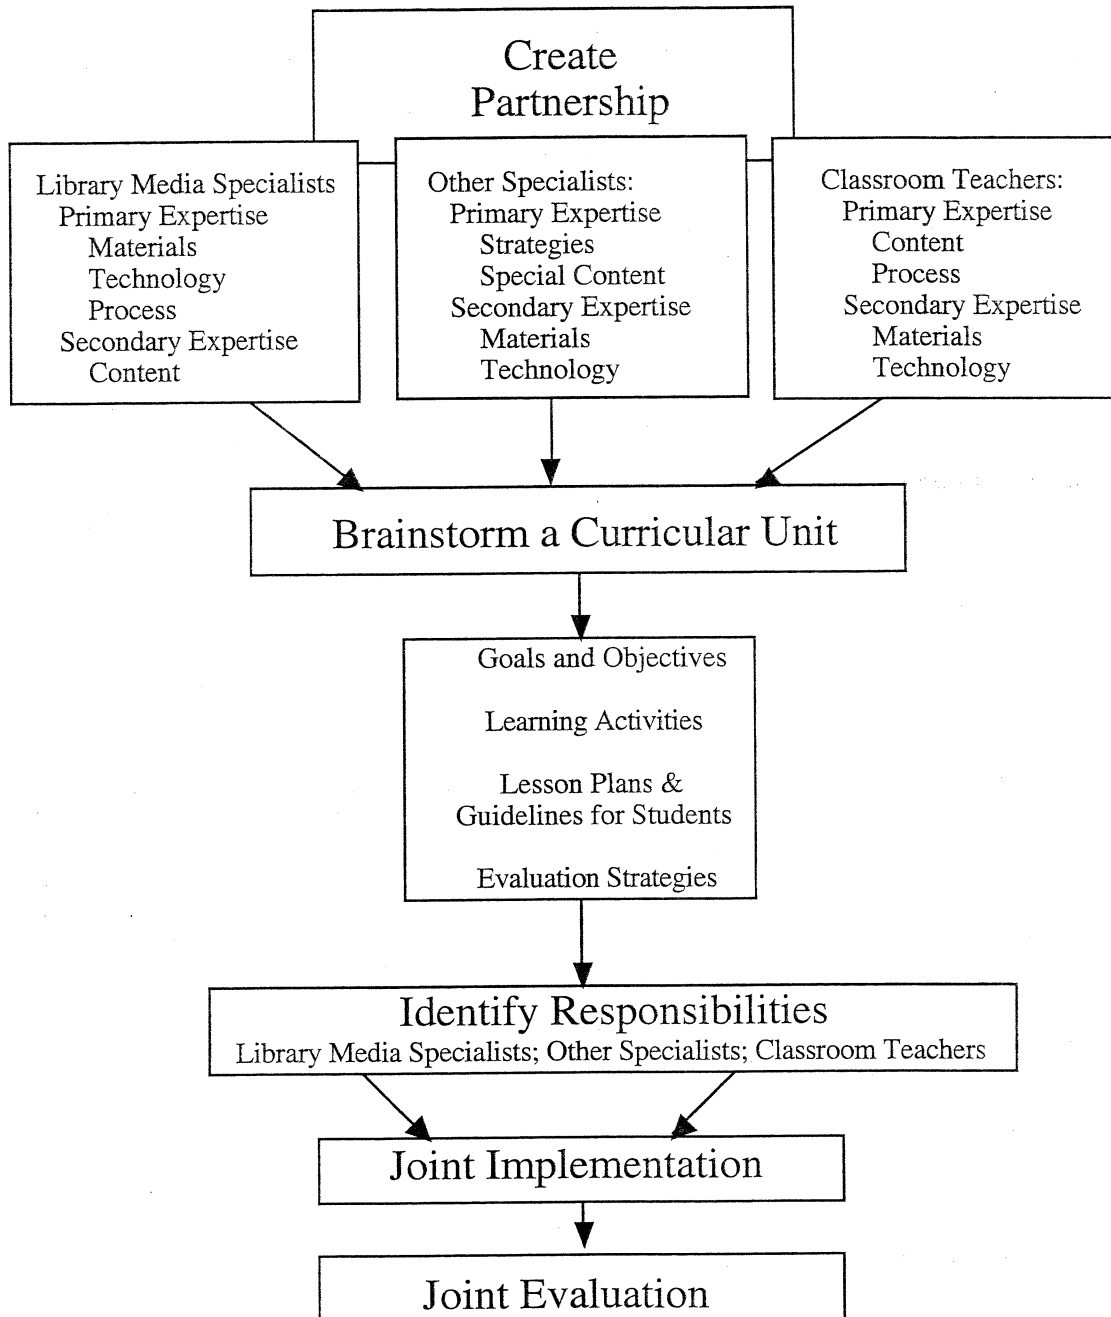 Create
Partnership
Library Media Specialists
Primary Expertise
Materials
Technology
Process
Secondary Expertise
Content
Other Specialists:
Primary Expertise
Strategies
Special Content
Secondary Expertise
Materials
Technology
Classroom Teachers:
Primary Expertise
Content
Process
Secondary Expertise
Materials
Technology
Brainstorm a Curricular Unit
Goals and Objectives
Learning Activities
Lesson Plans &
Guidelines for Students
Evaluation Strategies
Identify Responsibilities
Library Media Specialists; Other Specialists; Classroom Teachers
Joint Implementation
Joint Evaluation